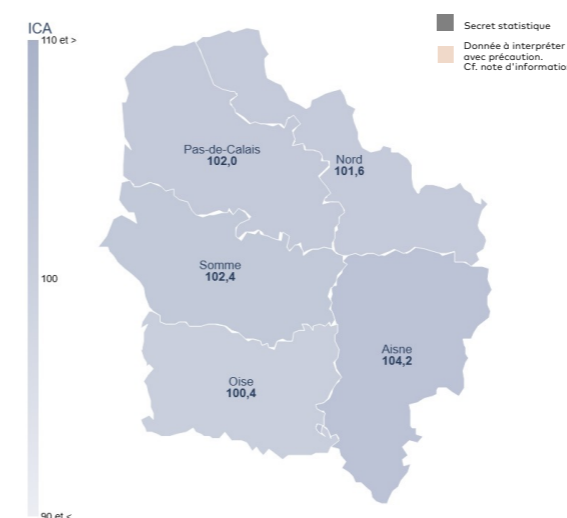 ICA
110 et >
100
90 et <
Secret statistique
Donnée à interpréter
avec précaution.
Cf. note d'informatio
Pas-de-Calais
102,0
Nord
101,6
Somme
102,4
Aisne
104,2
Oise
100,4